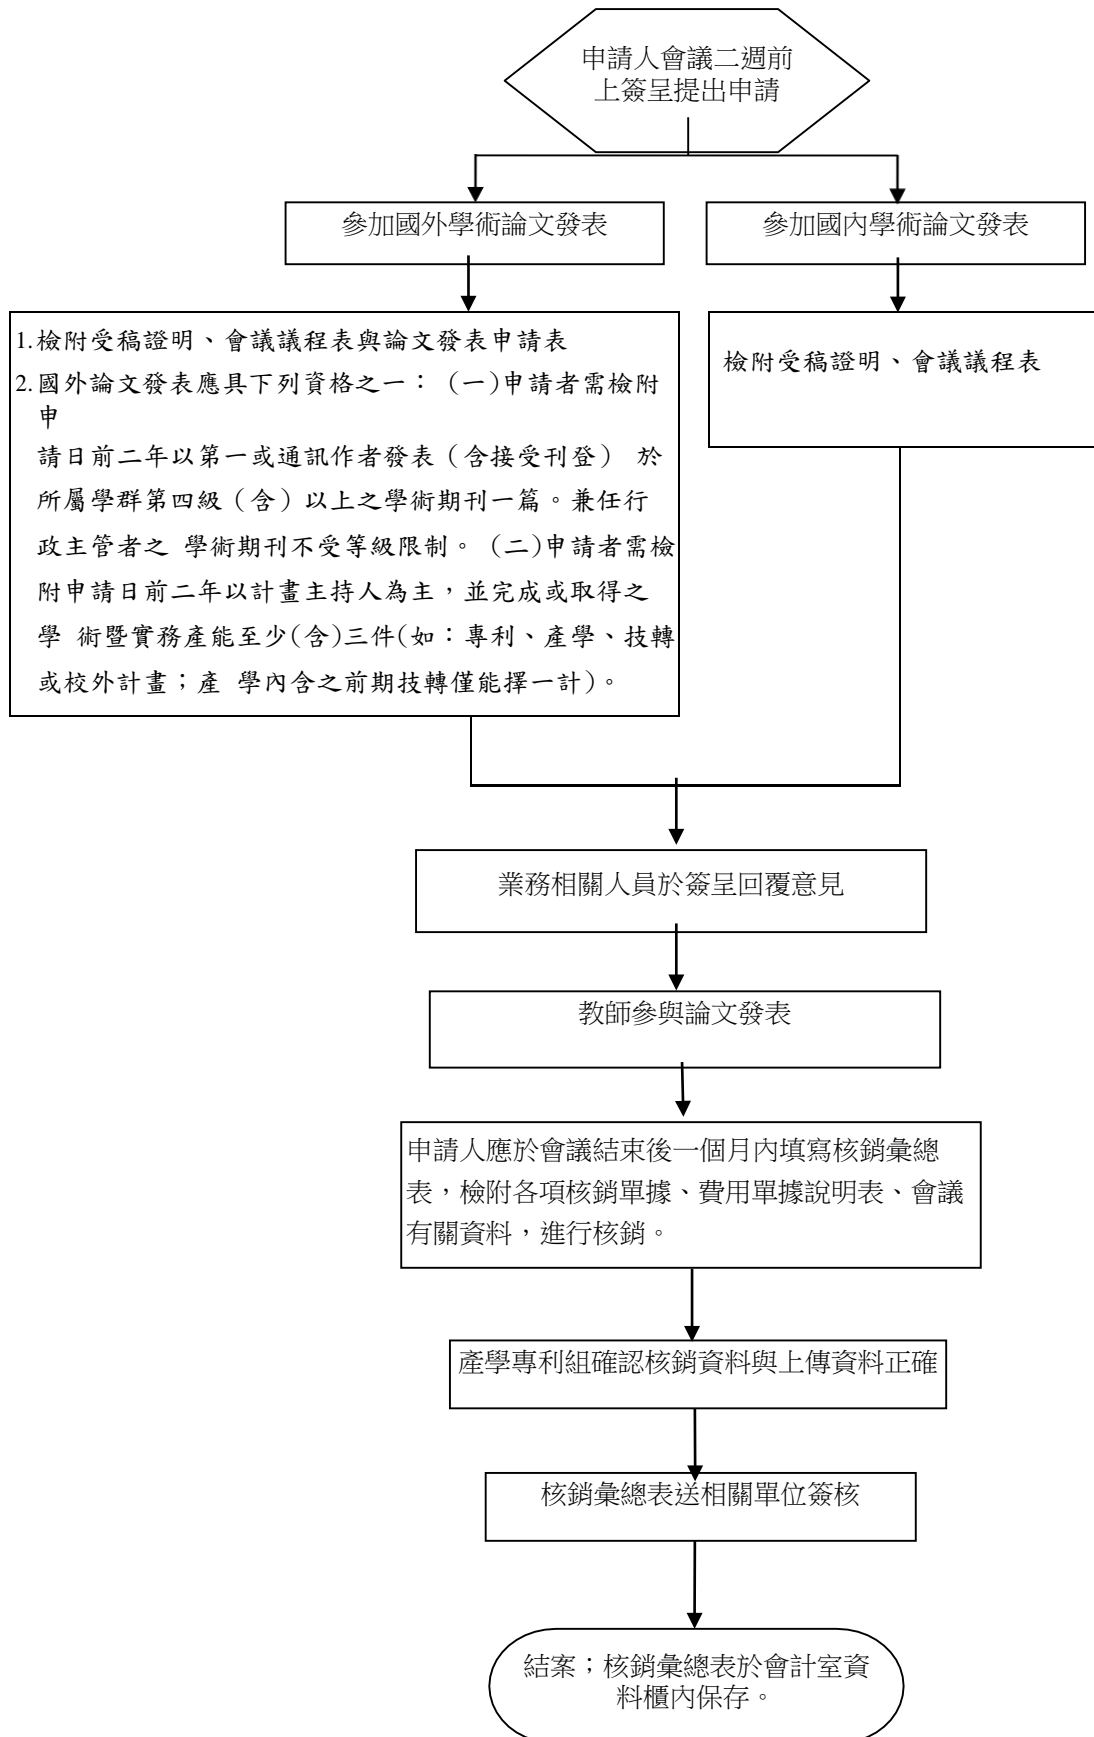 申請人會議二週前
上簽呈提出申請
參加國外學術論文發表
參加國內學術論文發表
1.檢附受稿證明、會議議程表與論文發表申請表
2.國外論文發表應具下列資格之一： (一)申請者需檢附
申
請日前二年以第一或通訊作者發表（含接受刊登） 於
所屬學群第四級（含）以上之學術期刊一篇。兼任行
政主管者之 學術期刊不受等級限制。 (二)申請者需檢
附申請日前二年以計畫主持人為主，並完成或取得之
學 術暨實務產能至少(含)三件(如：專利、產學、技轉
或校外計畫；產 學內含之前期技轉僅能擇一計)。
檢附受稿證明、會議議程表
業務相關人員於簽呈回覆意見
教師參與論文發表
申請人應於會議結束後一個月內填寫核銷彙總
表，檢附各項核銷單據、費用單據說明表、會議
有關資料，進行核銷。
產學專利組確認核銷資料與上傳資料正確
核銷彙總表送相關單位簽核
結案；核銷彙總表於會計室資
料櫃內保存。